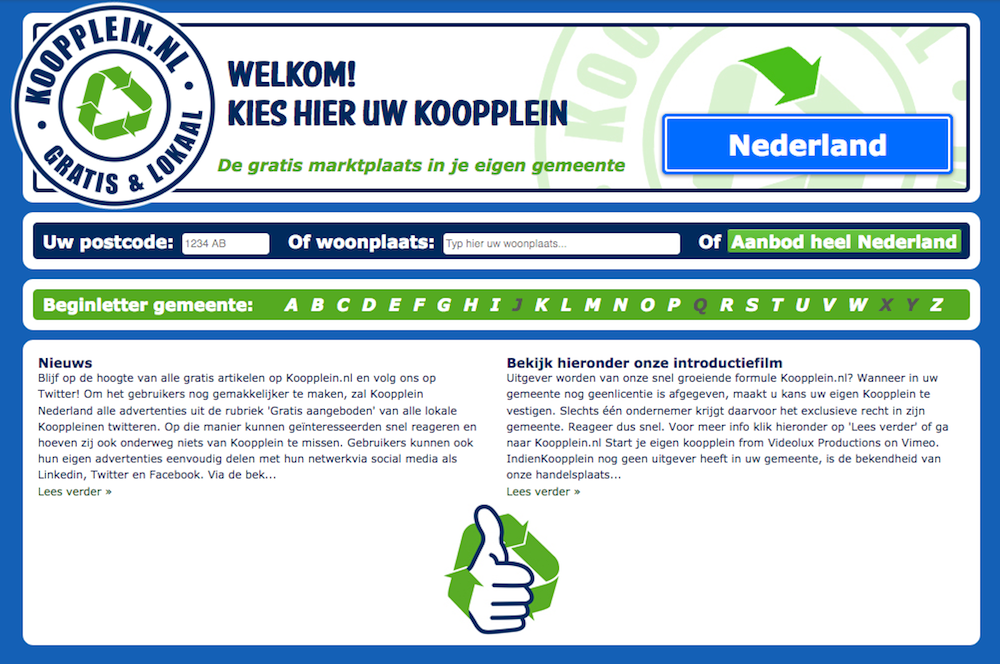 KOOPPLEIN.NL
GRATIS & LOKAAL
WELKOM!
KIES HIER UW KOOPPLEIN
De gratis marktplaats in je eigen gemeente
Nederland
Uw postcode: 1234 AB Of woonplaats: Typ hier uw woonplaats... Of Aanbod heel Nederland
Beginletter gemeente: A B C D E F G H I J K L M N O P Q R S T U V W X Y Z
Nieuws
Blijf op de hoogte van alle gratis artikelen op Koopplein.nl en volg ons op
Twitter! Om het gebruikers nog gemakkelijker te maken, zal Koopplein
Nederland alle advertenties uit de rubriek 'Gratis aangeboden' van alle lokale
Kooppleinen twitteren. Op die manier kunnen geïnteresseerden snel reageren en
hoeven zij ook onderweg niets van Koopplein te missen. Gebruikers kunnen ook
hun eigen advertenties eenvoudig delen met hun netwerkvia social media als
Linkedin, Twitter en Facebook. Via de bek...
Lees verder »
Bekijk hieronder onze introductiefilm
Uitgever worden van onze snel groeiende formule Koopplein.nl? Wanneer in uw
gemeente nog geenlicentie is afgegeven, maakt u kans uw eigen Koopplein te
vestigen. Slechts één ondernemer krijgt daarvoor het exclusieve recht in zijn
gemeente. Reageer dus snel. Voor meer info klik hieronder op 'Lees verder' of ga
naar Koopplein.nl Start je eigen koopplein from Videolux Productions on Vimeo.
IndienKoopplein nog geen uitgever heeft in uw gemeente, is de bekendheid van
onze handelsplaats...
Lees verder »